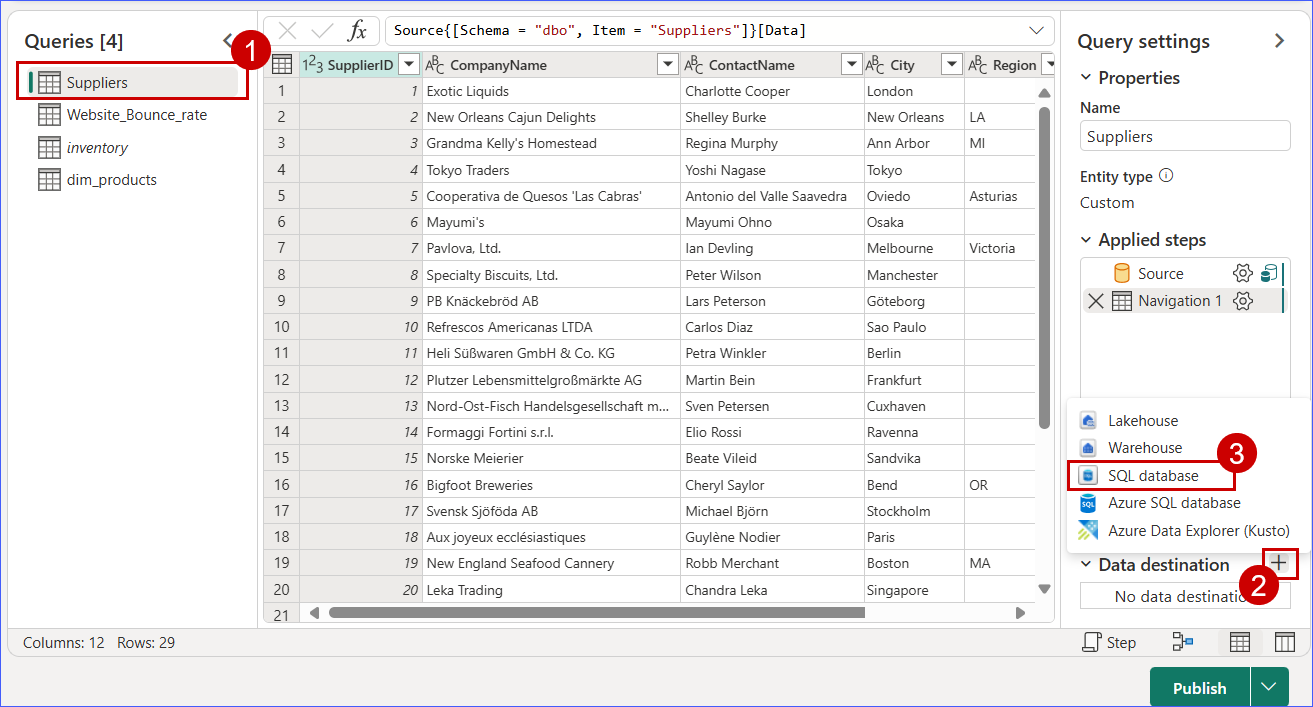 Queries [4]
1
Suppliers
Website_Bounce_rate
inventory
dim_products
fx
Source{[Schema = "dbo", Item = "Suppliers"]}[Data]
123 SupplierID ABC CompanyName ABC ContactName ABC City ABC Region
1 1 Exotic Liquids Charlotte Cooper London
2 2 New Orleans Cajun Delights Shelley Burke New Orleans LA
3 3 Grandma Kelly's Homestead Regina Murphy Ann Arbor MI
4 4 Tokyo Traders Yoshi Nagase Tokyo
5 5 Cooperativa de Quesos 'Las Cabras' Antonio del Valle Saavedra Oviedo Asturias
6 6 Mayumi's Mayumi Ohno Osaka
7 7 Pavlova, Ltd. Ian Devling Melbourne Victoria
8 8 Specialty Biscuits, Ltd. Peter Wilson Manchester
9 9 PB Knäckebröd AB Lars Peterson Göteborg
10 10 Refrescos Americanas LTDA Carlos Diaz Sao Paulo
11 11 Heli Süßwaren GmbH & Co. KG Petra Winkler Berlin
12 12 Plutzer Lebensmittelgroßmärkte AG Martin Bein Frankfurt
13 13 Nord-Ost-Fisch Handelsgesellschaft m... Sven Petersen Cuxhaven
14 14 Formaggi Fortini s.r.l. Elio Rossi Ravenna
15 15 Norske Meierier Beate Vileid Sandvika
16 16 Bigfoot Breweries Cheryl Saylor Bend OR
17 17 Svensk Sjöföda AB Michael Björn Stockholm
18 18 Aux joyeux ecclésiastiques Guylène Nodier Paris
19 19 New England Seafood Cannery Robb Merchant Boston MA
20 20 Leka Trading Chandra Leka Singapore
21
Query settings
Properties
Name
Suppliers
Entity type
Custom
Applied steps
Source
Navigation 1
Lakehouse
Warehouse
3
SQL database
SQL Azure SQL database
Azure Data Explorer (Kusto)
Data destination
2
No data destinatio
Columns: 12 Rows: 29
Step
Publish